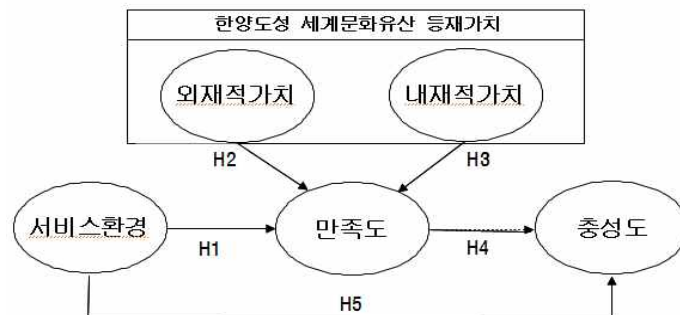 한양도성 세계문화유산 등재가치
외재적가치 내재적가치
H2 H3
서비스환경 만족도 충성도
H1 H4
H5